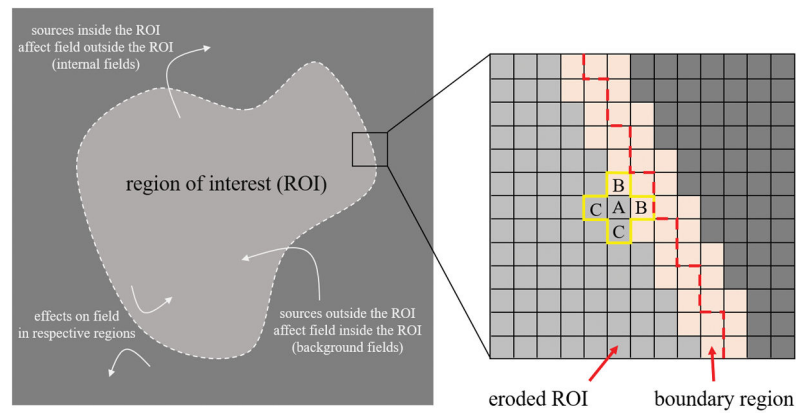 sources inside the ROI
affect field outside the ROI
(internal fields)
region of interest (ROI)
effects on field
in respective regions
sources outside the ROI
affect field inside the ROI
(background fields)
B
C A B
C
eroded ROI
boundary region